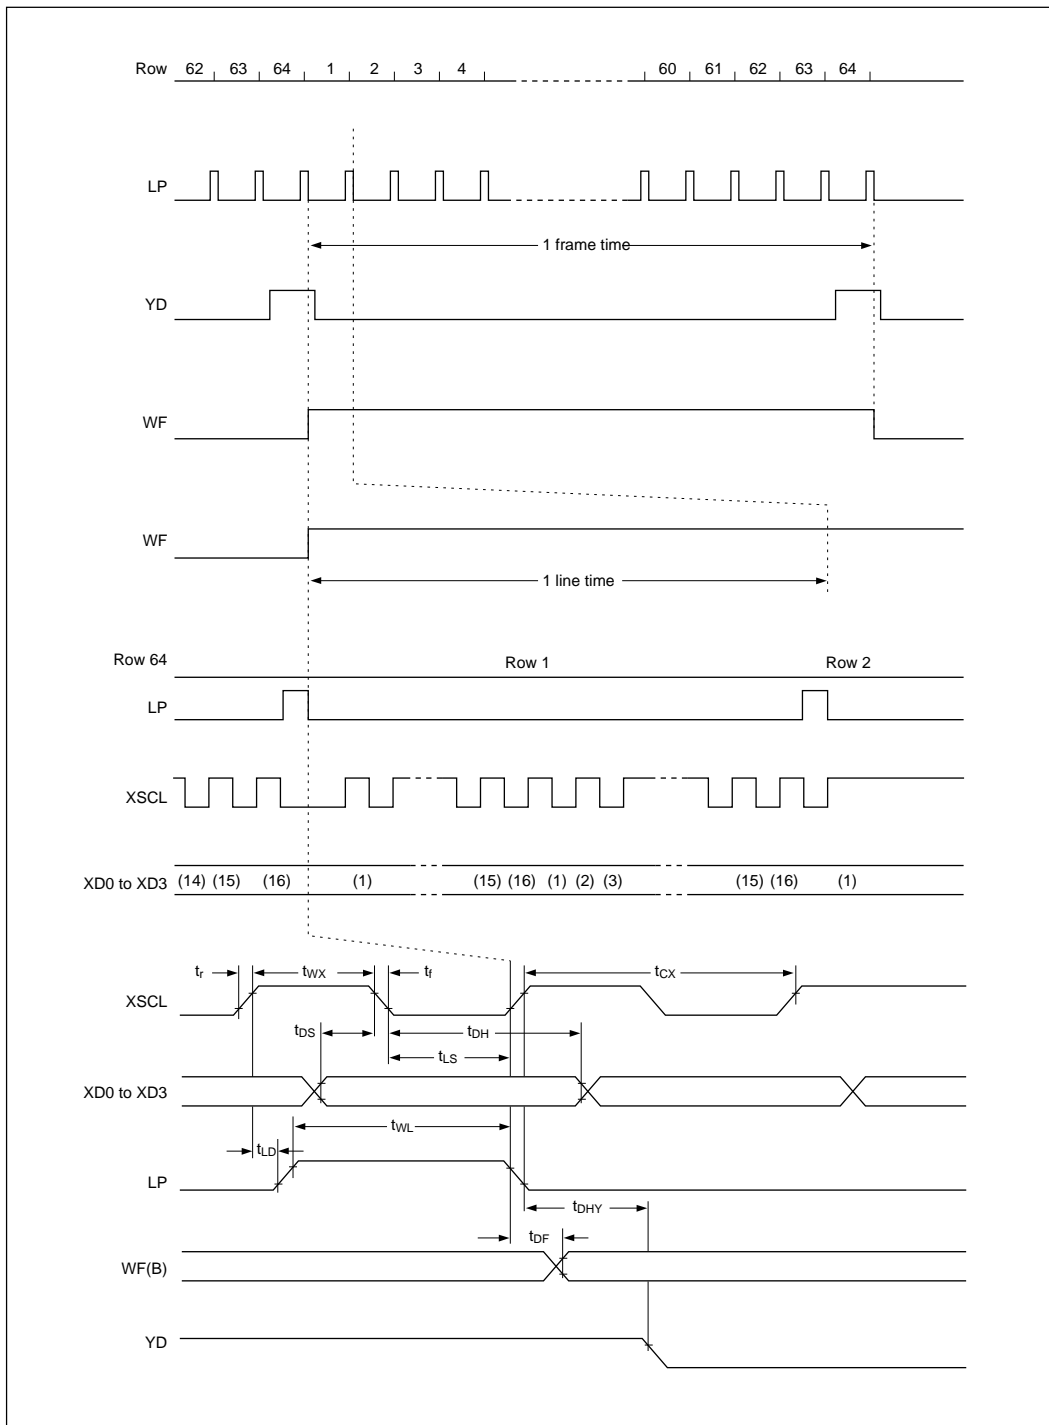 Row 62 63 64 1 2 3 4 60 61 62 63 64
LP
1 frame time
YD
WF
WF
1 line time
Row 64 Row 1 Row 2
LP
XSCL
XD0 to XD3 (14) (15) (16) (1) (15) (16) (1) (2) (3) (15) (16) (1)
tr tWX tf tCX
XSCL
tDS tDH
tLS
XD0 to XD3
tWL
tLD
LP
tDHY
tDF
WF(B)
YD